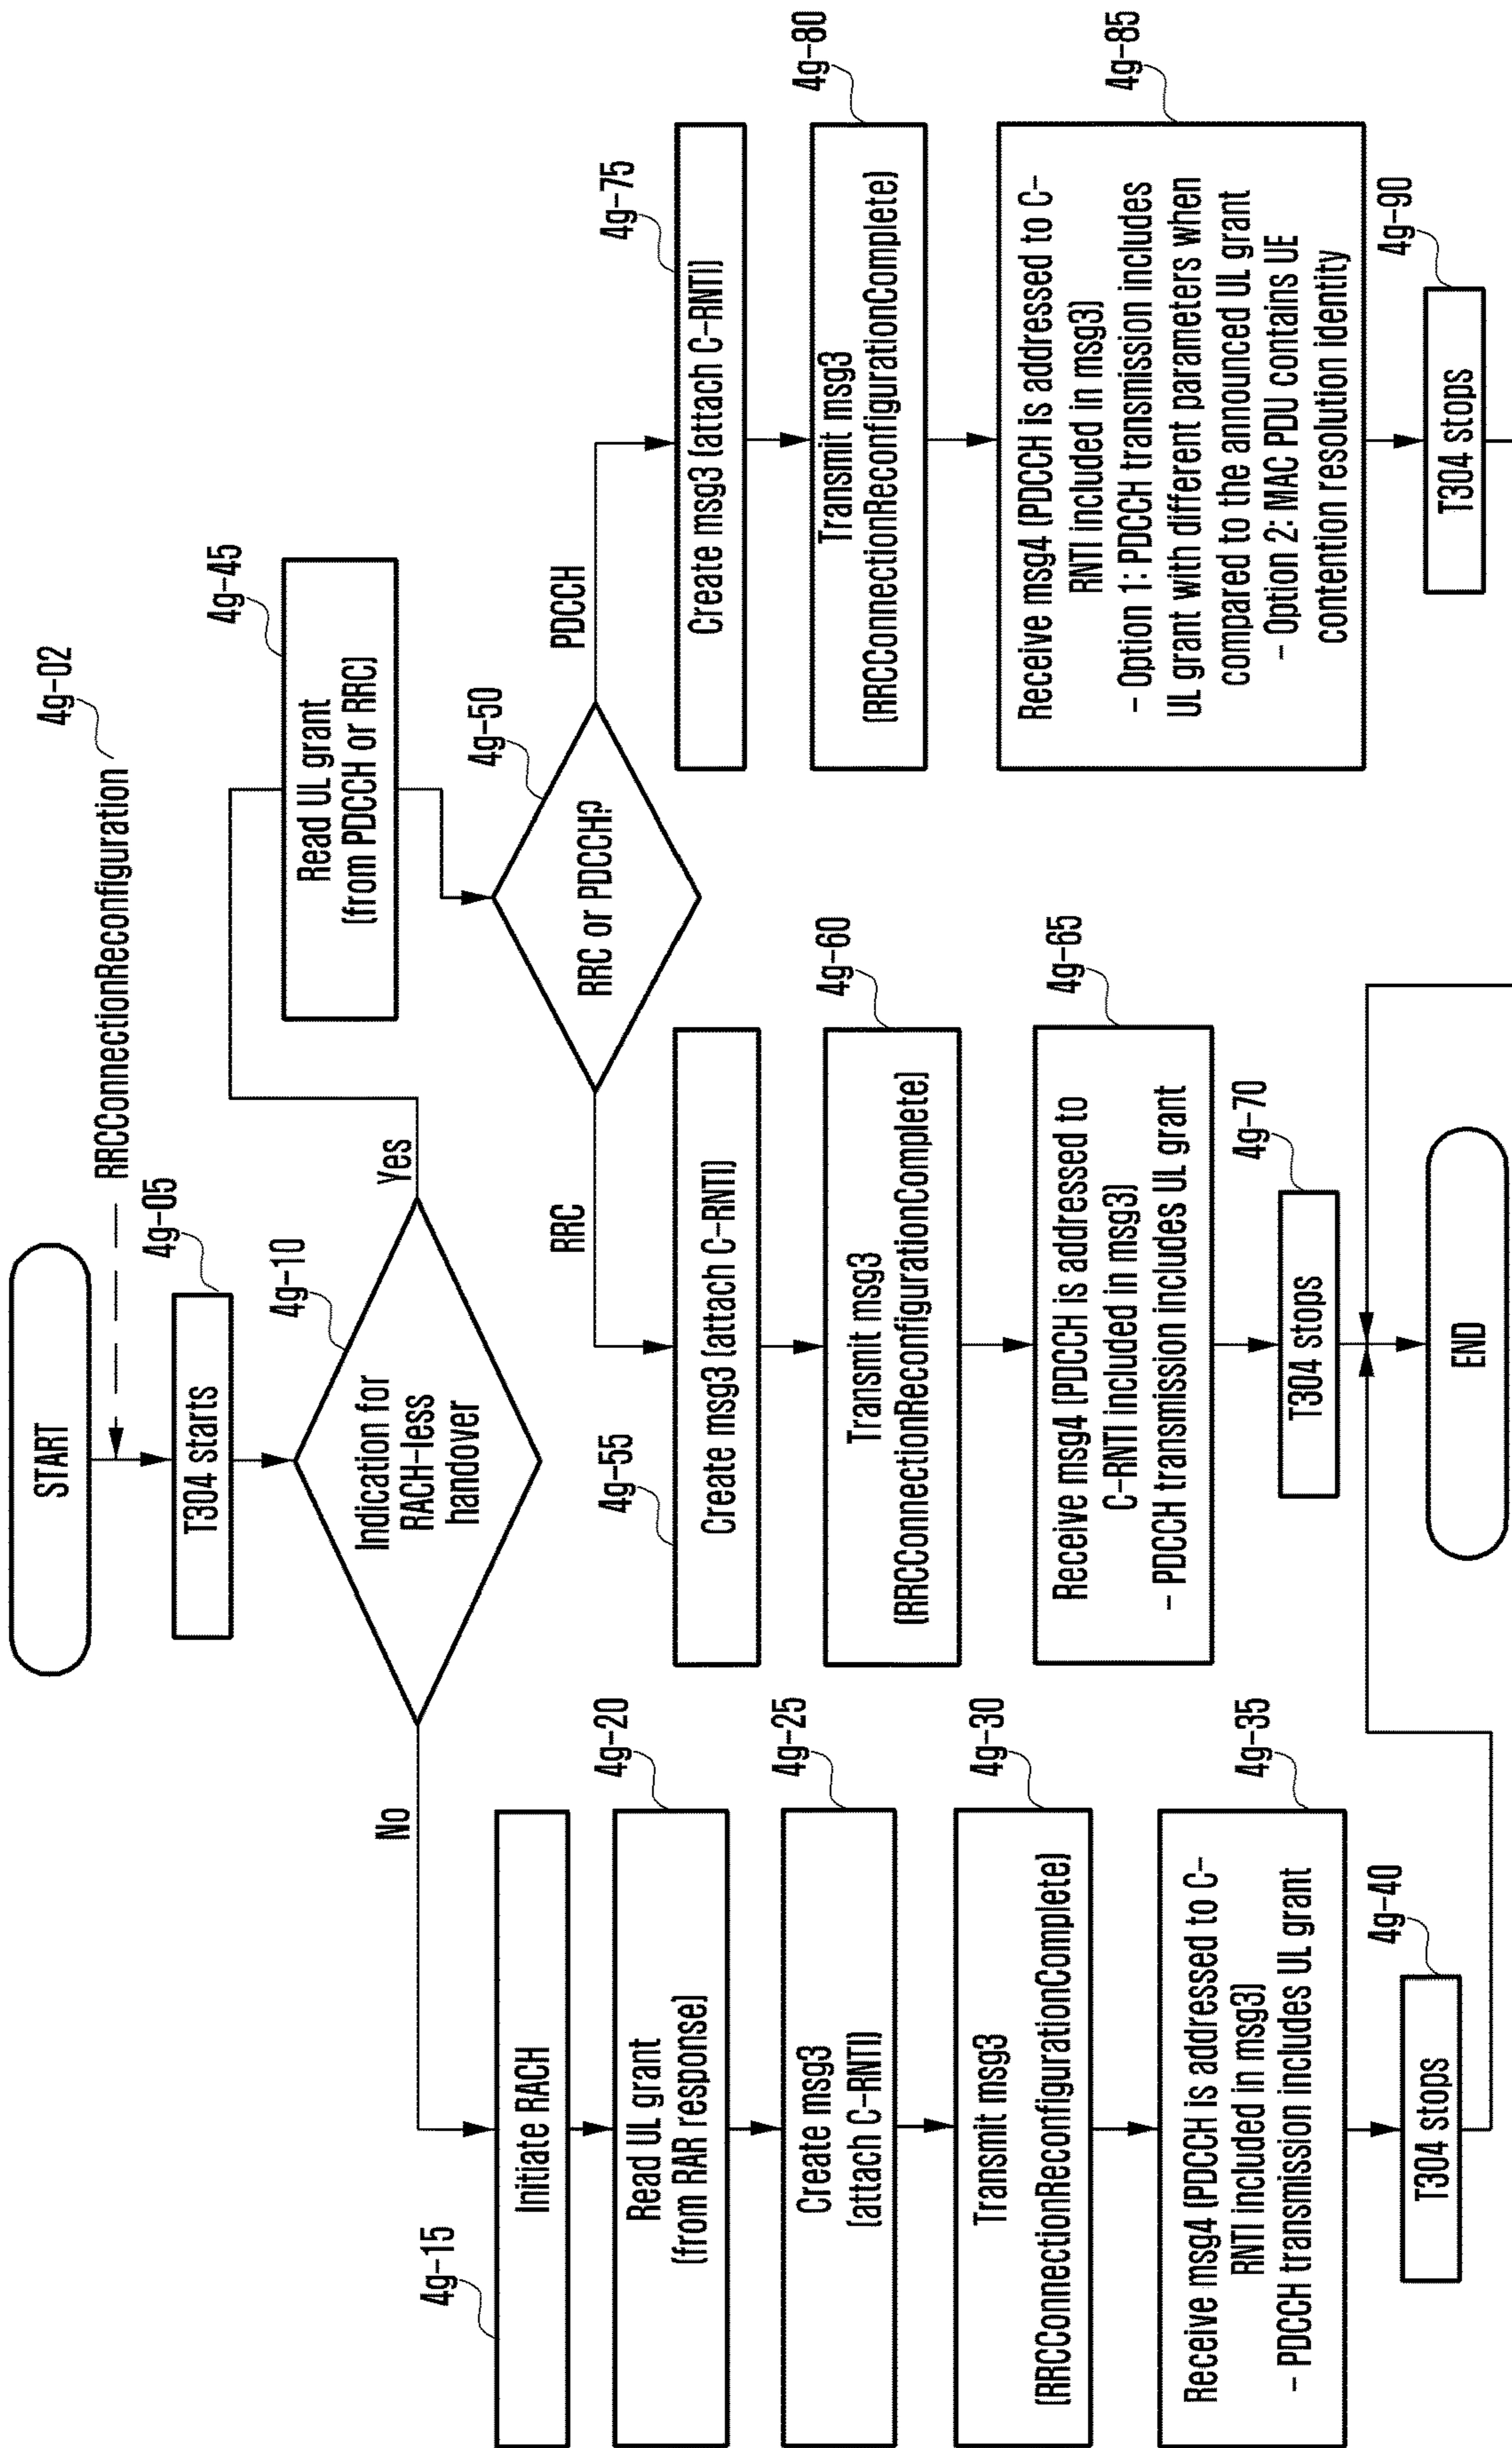 START
RRCConnectionReconfiguration
4g-02
4g-05
T304 starts
4g-10
Indication for
RACH-less
handover
No
Yes
4g-15
Initiate RACH
4g-20
Read UL grant
(from RAR response)
4g-25
Create msg3
(attach C-RNTI)
4g-30
Transmit msg3
(RRCConnectionReconfigurationComplete)
4g-35
Receive msg4 (PDCCH is addressed to C-
RNTI included in msg3)
- PDCCH transmission includes UL grant
4g-40
T304 stops
4g-45
Read UL grant
(from PDCCH or RRC)
4g-50
RRC or PDCCH?
RRC
PDCCH
4g-55
Create msg3 (attach C-RNTI)
4g-60
Transmit msg3
(RRCConnectionReconfigurationComplete)
4g-65
Receive msg4 (PDCCH is addressed to
C-RNTI included in msg3)
- PDCCH transmission includes UL grant
4g-70
T304 stops
4g-75
Create msg3 (attach C-RNTI)
4g-80
Transmit msg3
(RRCConnectionReconfigurationComplete)
4g-85
Receive msg4 (PDCCH is addressed to C-
RNTI included in msg3)
- Option 1: PDCCH transmission includes
UL grant with different parameters when
compared to the announced UL grant
- Option 2: MAC PDU contains UE
contention resolution identity
4g-90
T304 stops
END